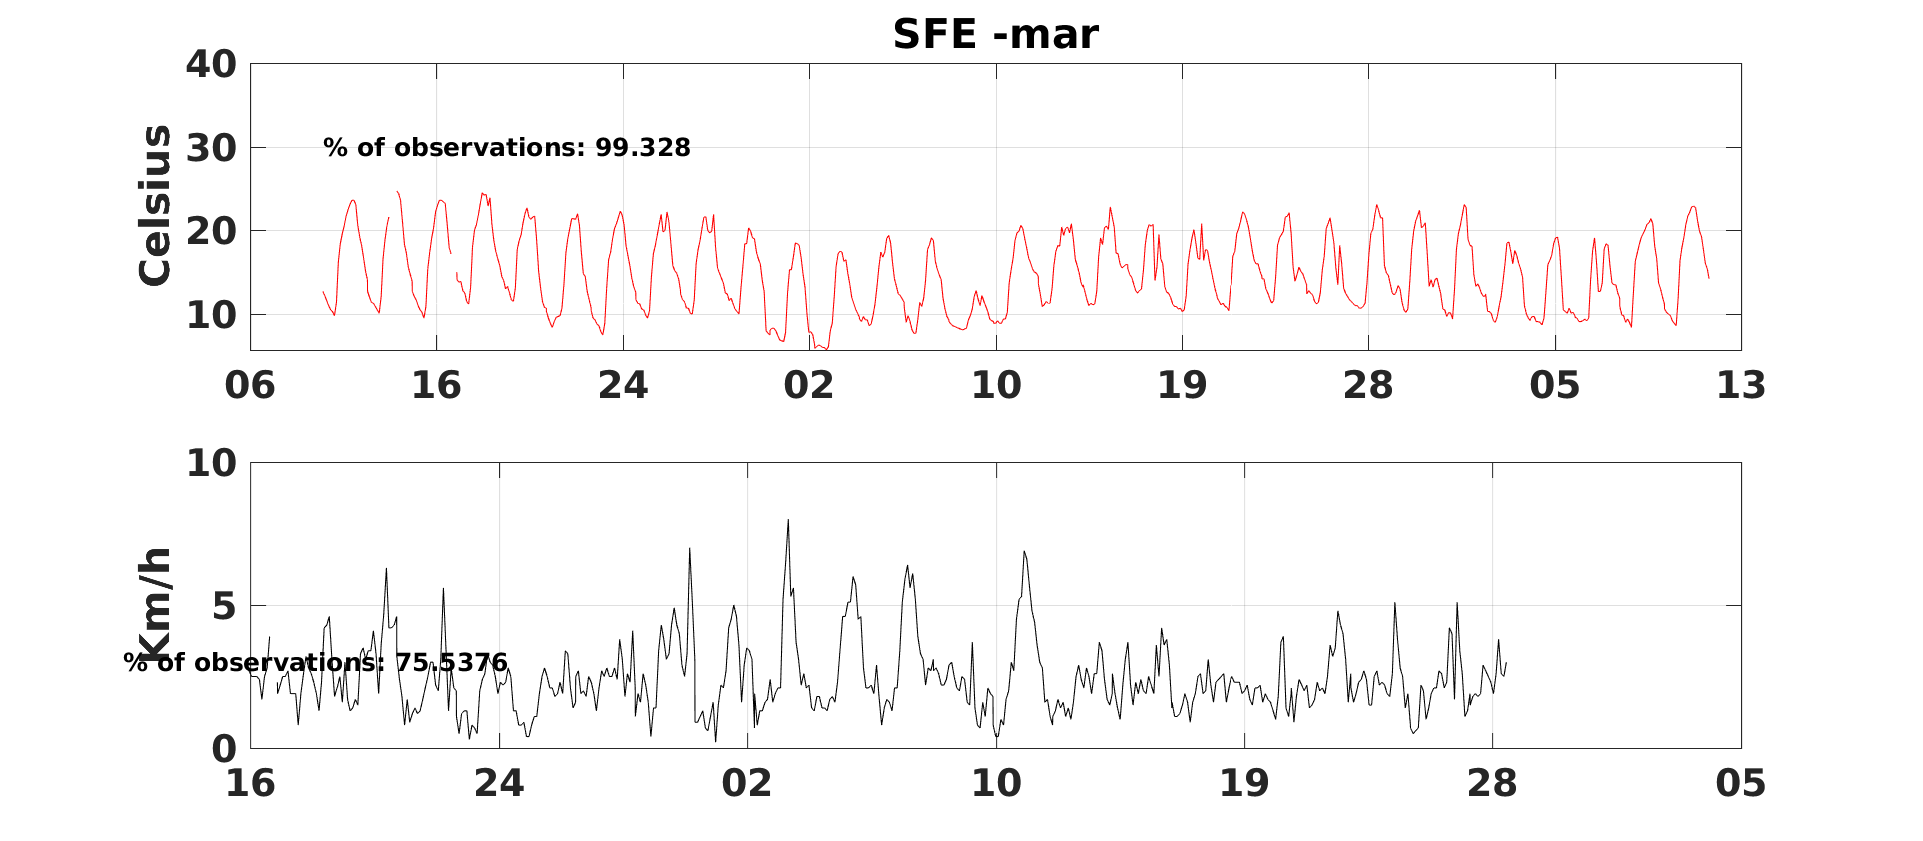 SFE -mar
Celsius
40
30
20
10
% of observations: 99.328
06 16 24 02 10 19 28 05 13
Km/h
10
5
0
% of observations: 75.5376
16 24 02 10 19 28 05